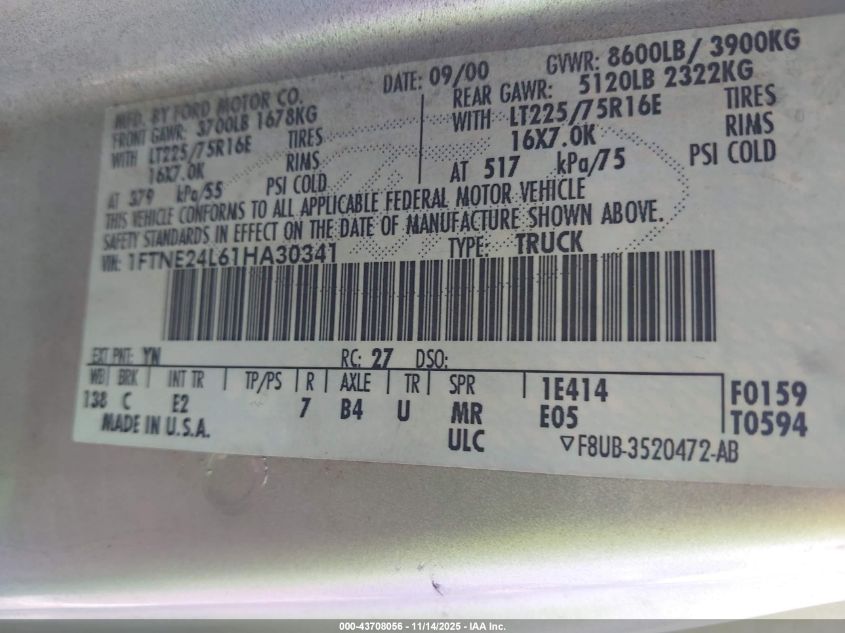 MFD. BY FORD MOTOR CO.
DATE: 09/00 GVWR: 8600LB/ 3900KG
FRONT GAWR: 3700LB 1678KG
REAR GAWR: 5120LB 2322KG
WITH LT225/75R16E TIRES
WITH LT225/75R16E TIRES
16X7.0K RIMS
16X7.0K RIMS
AT 379 kPa/55 PSI COLD
AT 517 kPa/75 PSI COLD
THIS VEHICLE CONFORMS TO ALL APPLICABLE FEDERAL MOTOR VEHICLE
SAFETY STANDARDS IN EFFECT ON THE DATE OF MANUFACTURE SHOWN ABOVE.
VIN: 1FTNE24L61HA30341 TYPE: TRUCK
EXT PNT: YN RC: 27 DSO:
WB BRK INT TR TP/PS R AXLE TR SPR 1E414 F0159
138 C E2 7 B4 U MR E05 T0594
MADE IN U.S.A. ULC ▽F8UB-3520472-AB
000-43708056 - 11/14/2025 - IAA Inc.